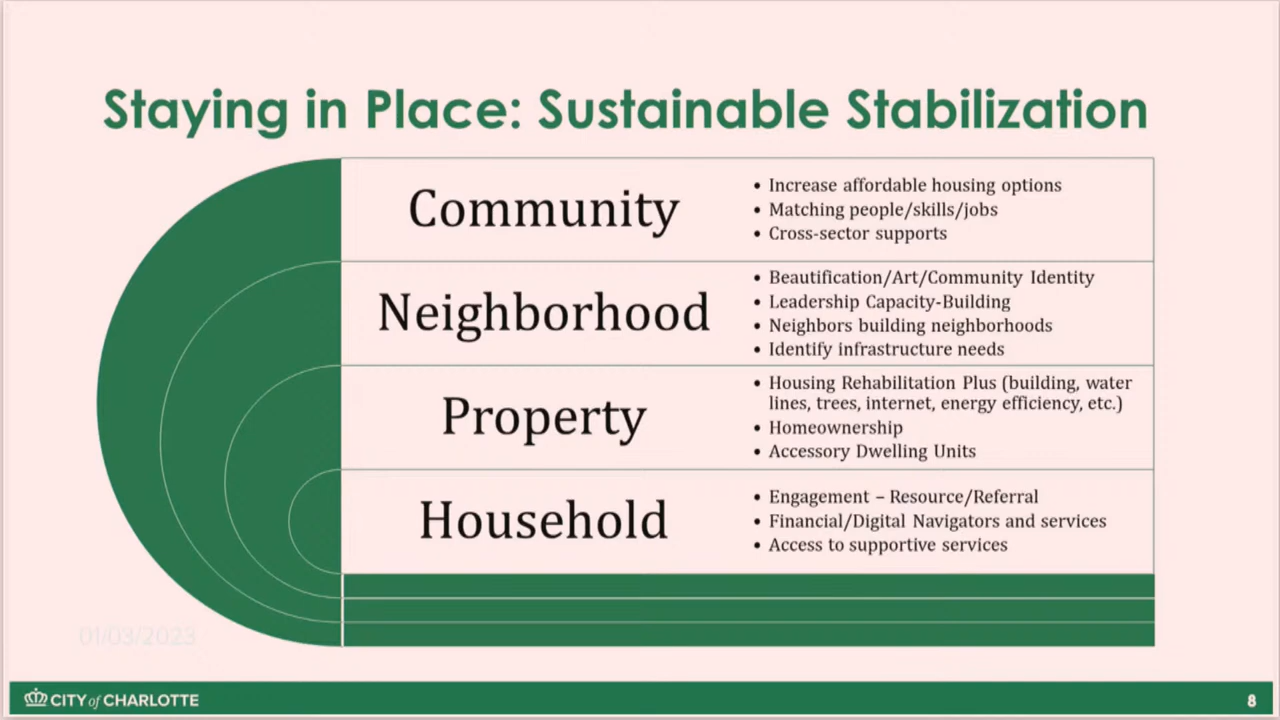 Staying in Place: Sustainable Stabilization
Community
• Increase affordable housing options
• Matching people/skills/jobs
• Cross-sector supports
Neighborhood
• Beautification/Art/Community Identity
• Leadership Capacity-Building
• Neighbors building neighborhoods
• Identify infrastructure needs
Property
• Housing Rehabilitation Plus (building, water
lines, trees, internet, energy efficiency, etc.)
• Homeownership
• Accessory Dwelling Units
Household
• Engagement – Resource/Referral
• Financial/Digital Navigators and services
• Access to supportive services
01/03/2023
CITY of CHARLOTTE
8